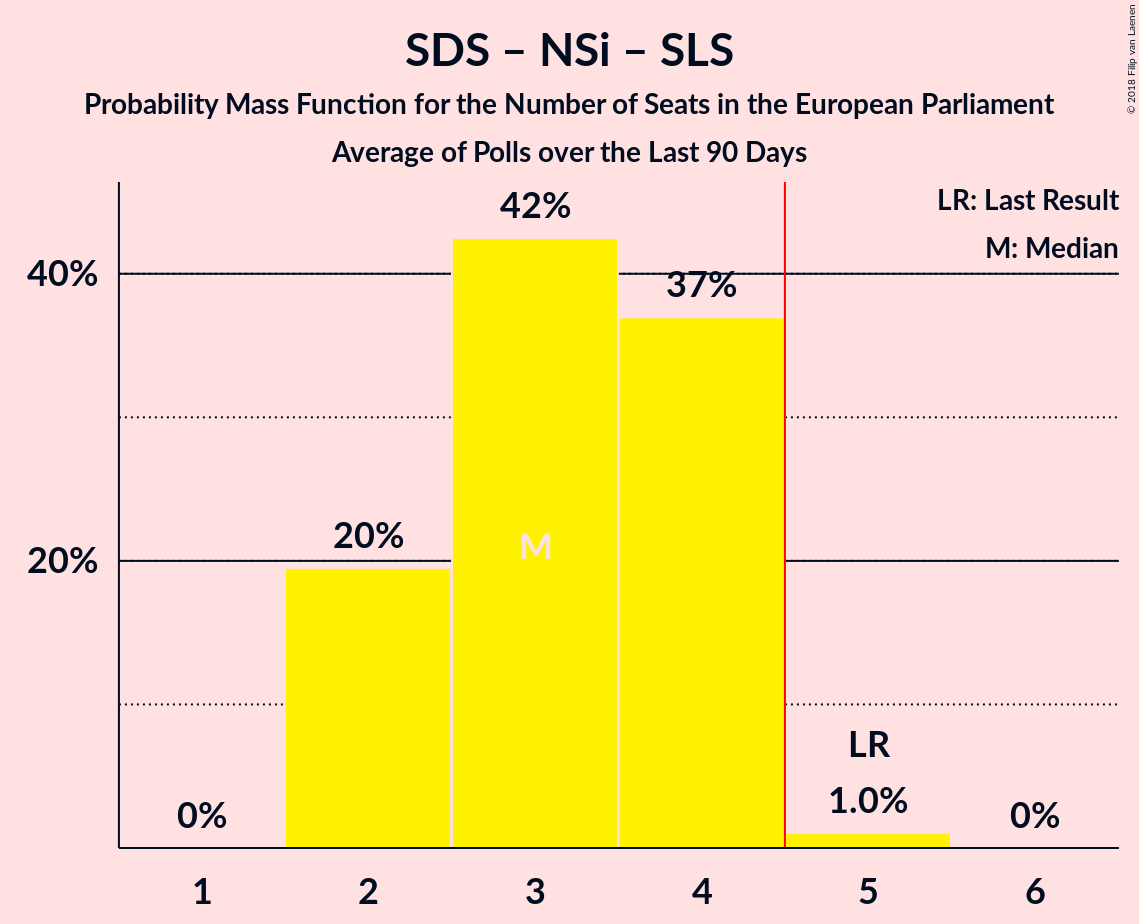 SDS – NSi – SLS
Probability Mass Function for the Number of Seats in the European Parliament
Average of Polls over the Last 90 Days
© 2018 Filip van Laenen
LR: Last Result
M: Median
42%
40%
37%
20%
20%
M
LR
1.0%
0%
0%
1 2 3 4 5 6